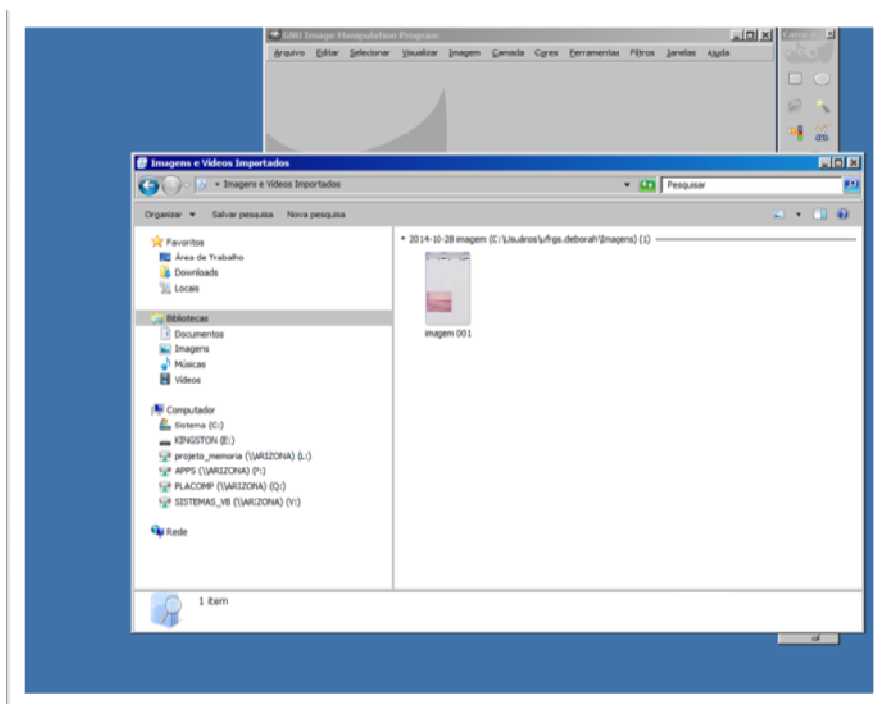 GNU Image Manipulation Program
Arquivo Editar Selecionar Visualizar Imagem Camada Cores Ferramentas Filtros Janelas Ajuda
Imagens e Vídeos Importados
Imagens e Vídeos Importados
Pesquisar
Organizar Salvar pesquisa Nova pesquisa
Favoritos
Área de Trabalho
Downloads
Locais
Bibliotecas
Documentos
Imagens
Músicas
Vídeos
Computador
Sistema (C:)
KINGSTON (E:)
projeto_memoria (\\ARIZONA) (L:)
APPS (\\ARIZONA) (P:)
PLACOMP (\\ARIZONA) (Q:)
SISTEMAS_VB (\\ARIZONA) (V:)
Rede
2014-10-28 imagem (C:\Usuários\ufrgs.deborah\Imagens) (1)
imagem 001
1 item